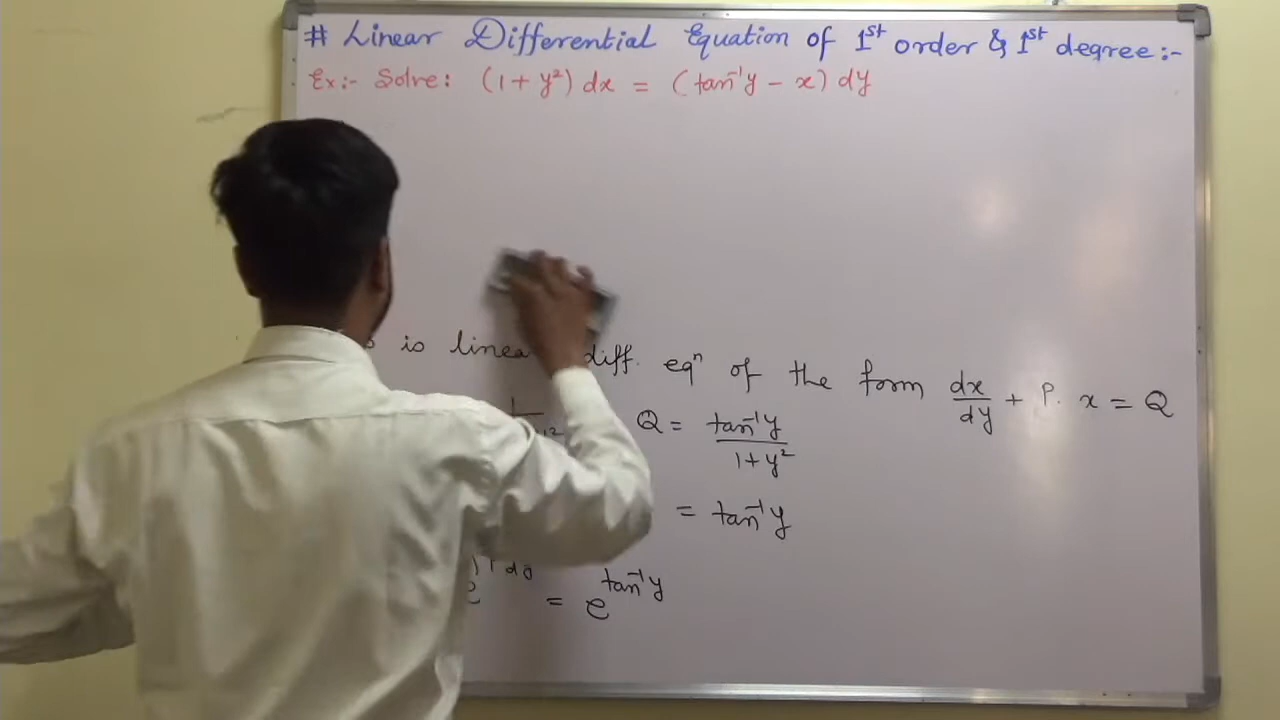 # Linear Differential Equation of 1st order & 1st degree :-
Ex:- Solve: (1 + y²) dx = (tan⁻¹y - x) dy
is linear diff. eqⁿ of the form dx/dy + P. x = Q
Q = tan⁻¹y / 1+y²
= tan⁻¹y
= e^(tan⁻¹y)